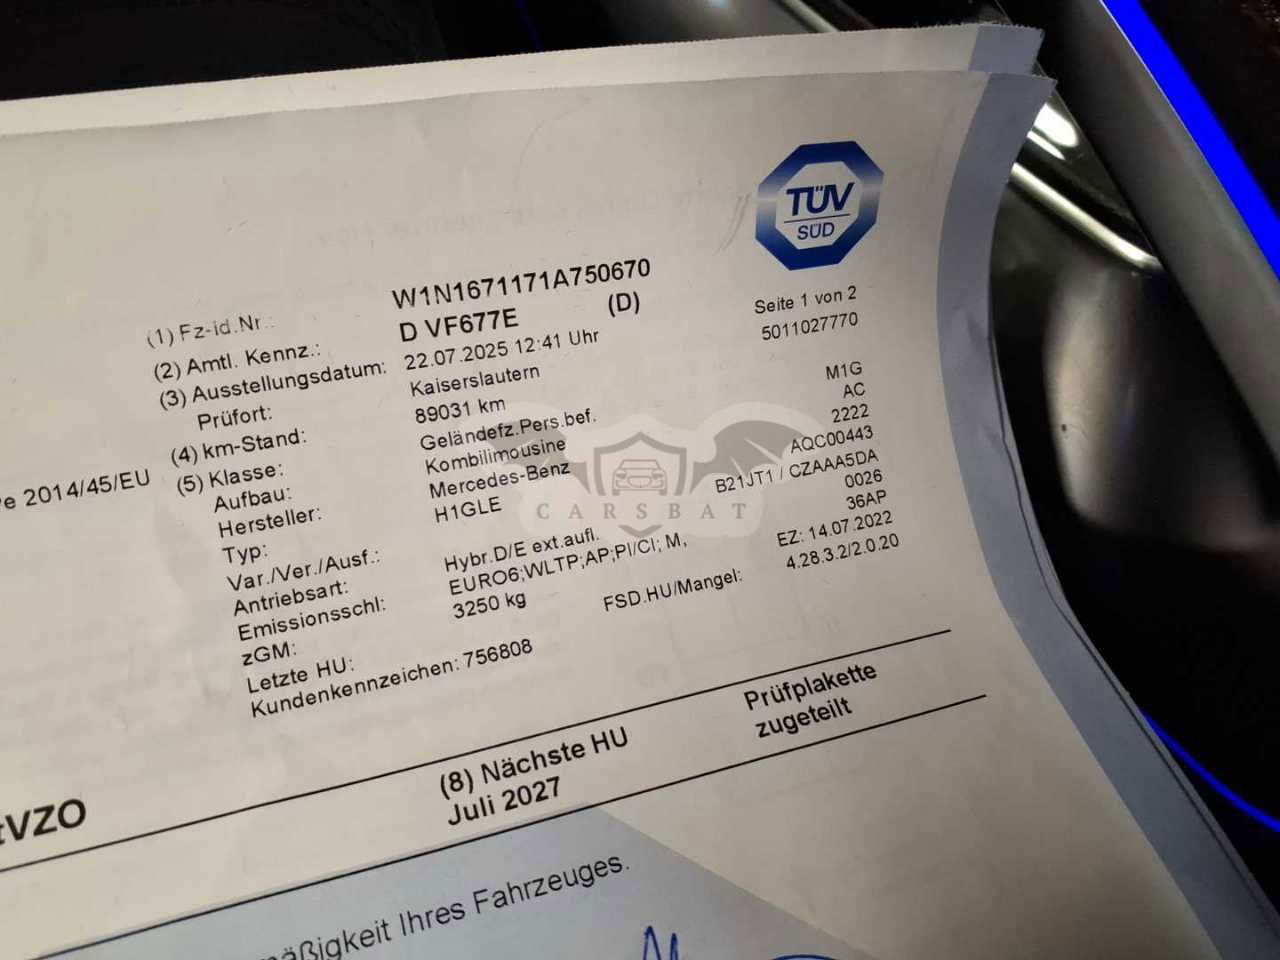 TÜV
SÜD
(1) Fz-id.Nr.: W1N1671171A750670
(2) Amtl. Kennz.: D VF677E (D) Seite 1 von 2
(3) Ausstellungsdatum: 22.07.2025 12:41 Uhr 5011027770
Prüfort: Kaiserslautern
(4) km-Stand: 89031 km M1G
(5) Klasse: Geländefz.Pers.bef. AC
Aufbau: Kombilimousine 2222
Hersteller: Mercedes-Benz AQC00443
Typ: H1GLE B21JT1 / CZAAA5DA
Var./Ver./Ausf.: 0026
Antriebsart: Hybr.D/E ext.aufl. 36AP
Emissionsschl: EURO6;WLTP;AP;PI/CI; M, EZ: 14.07.2022
zGM: 3250 kg FSD.HU/Mangel: 4.28.3.2/2.0.20
Letzte HU:
Kundenkennzeichen: 756808
2014/45/EU
CARSBAT
(8) Nächste HU Prüfplakette
Juli 2027 zugeteilt
tVZO
mäßigkeit Ihres Fahrzeuges.